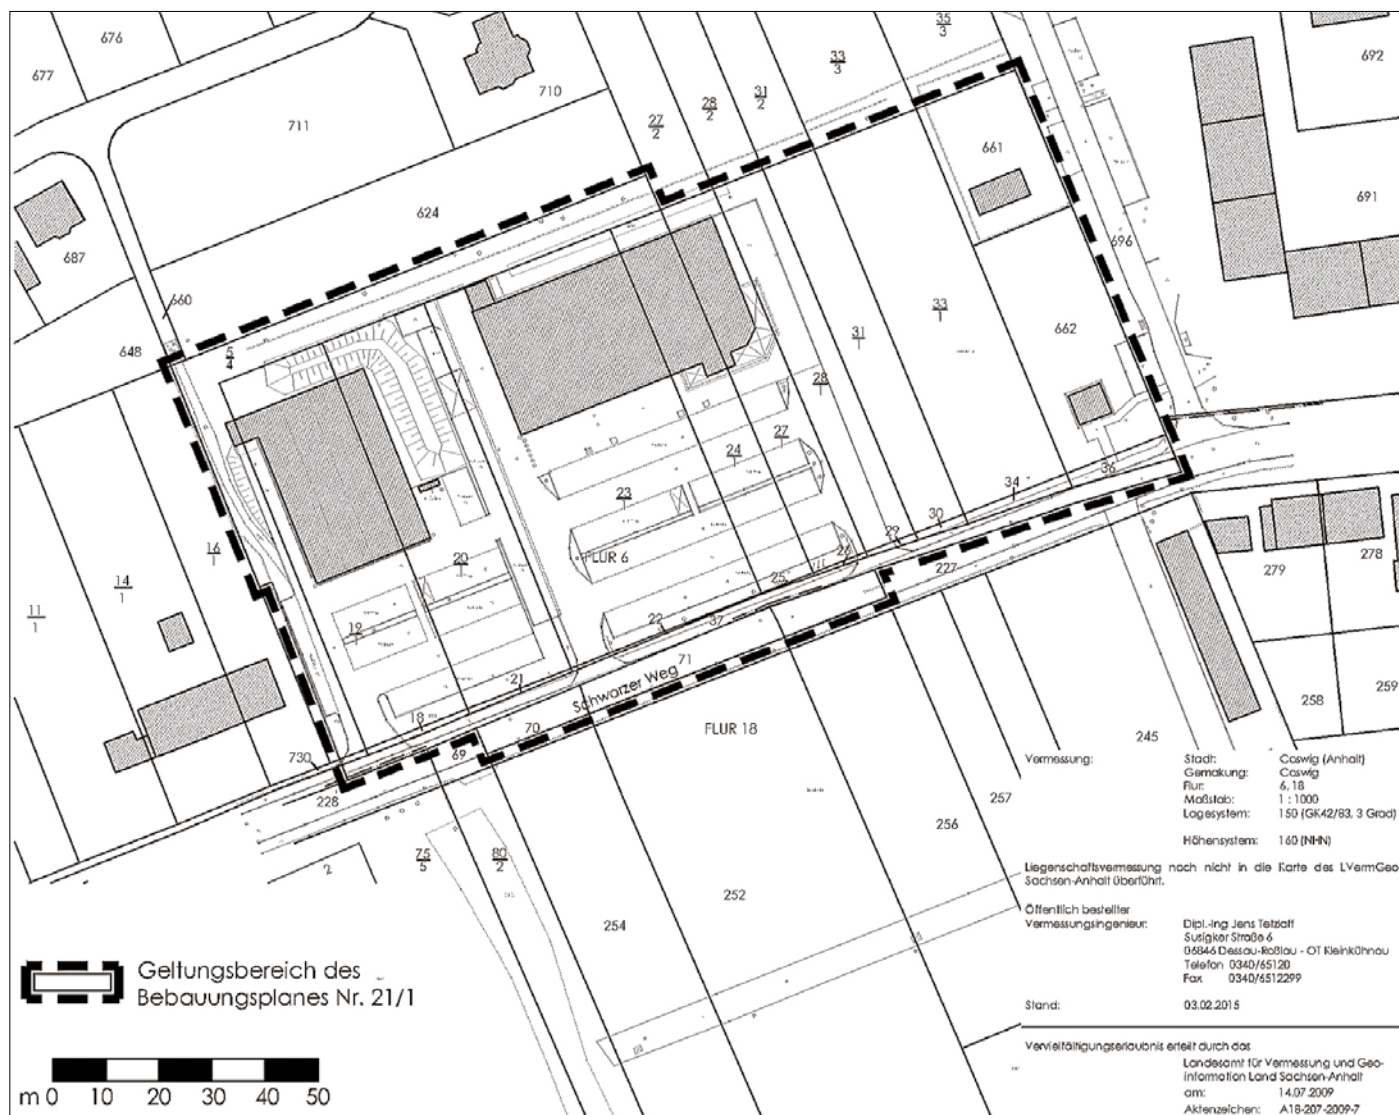 676
677
711
710
27
2
28
2
31
2
33
3
35
3
692
691
661
696
624
687
660
648
5
4
33
1
662
31
1
28
27
24
23
FLUR 6
20
19
1
16
1
14
1
11
1
36
34
30
29
26
25
227
22
37
71
Schwarzer Weg
21
18
70
69
730
228
2
75
5
80
2
FLUR 18
279
278
258
259
245
257
256
252
254
Vermessung:
Stadt: Coswig (Anhalt)
Gemakung: Coswig
Flur: 6, 18
Maßstab: 1 : 1000
Lagesystem: 150 (GK42/83, 3 Grad)
Höhensystem: 160 (NHN)
Liegenschaftsvermessung noch nicht in die Karte des LVermGeo
Sachsen-Anhalt überführt.
Öffentlich bestellter
Vermessungsingenieur: Dipl.-Ing Jens Tetzlaff
Susigker Straße 6
06846 Dessau-Roßlau - OT Kleinkühnau
Telefon 0340/65120
Fax 0340/6512299
Stand: 03.02.2015
Vervielfältigungserlaubnis erteilt durch das
Landesamt für Vermessung und Geo-
information Land Sachsen-Anhalt
am: 14.07.2009
Aktenzeichen: A18-207-2009-7
Geltungsbereich des
Bebauungsplanes Nr. 21/1
m 0 10 20 30 40 50